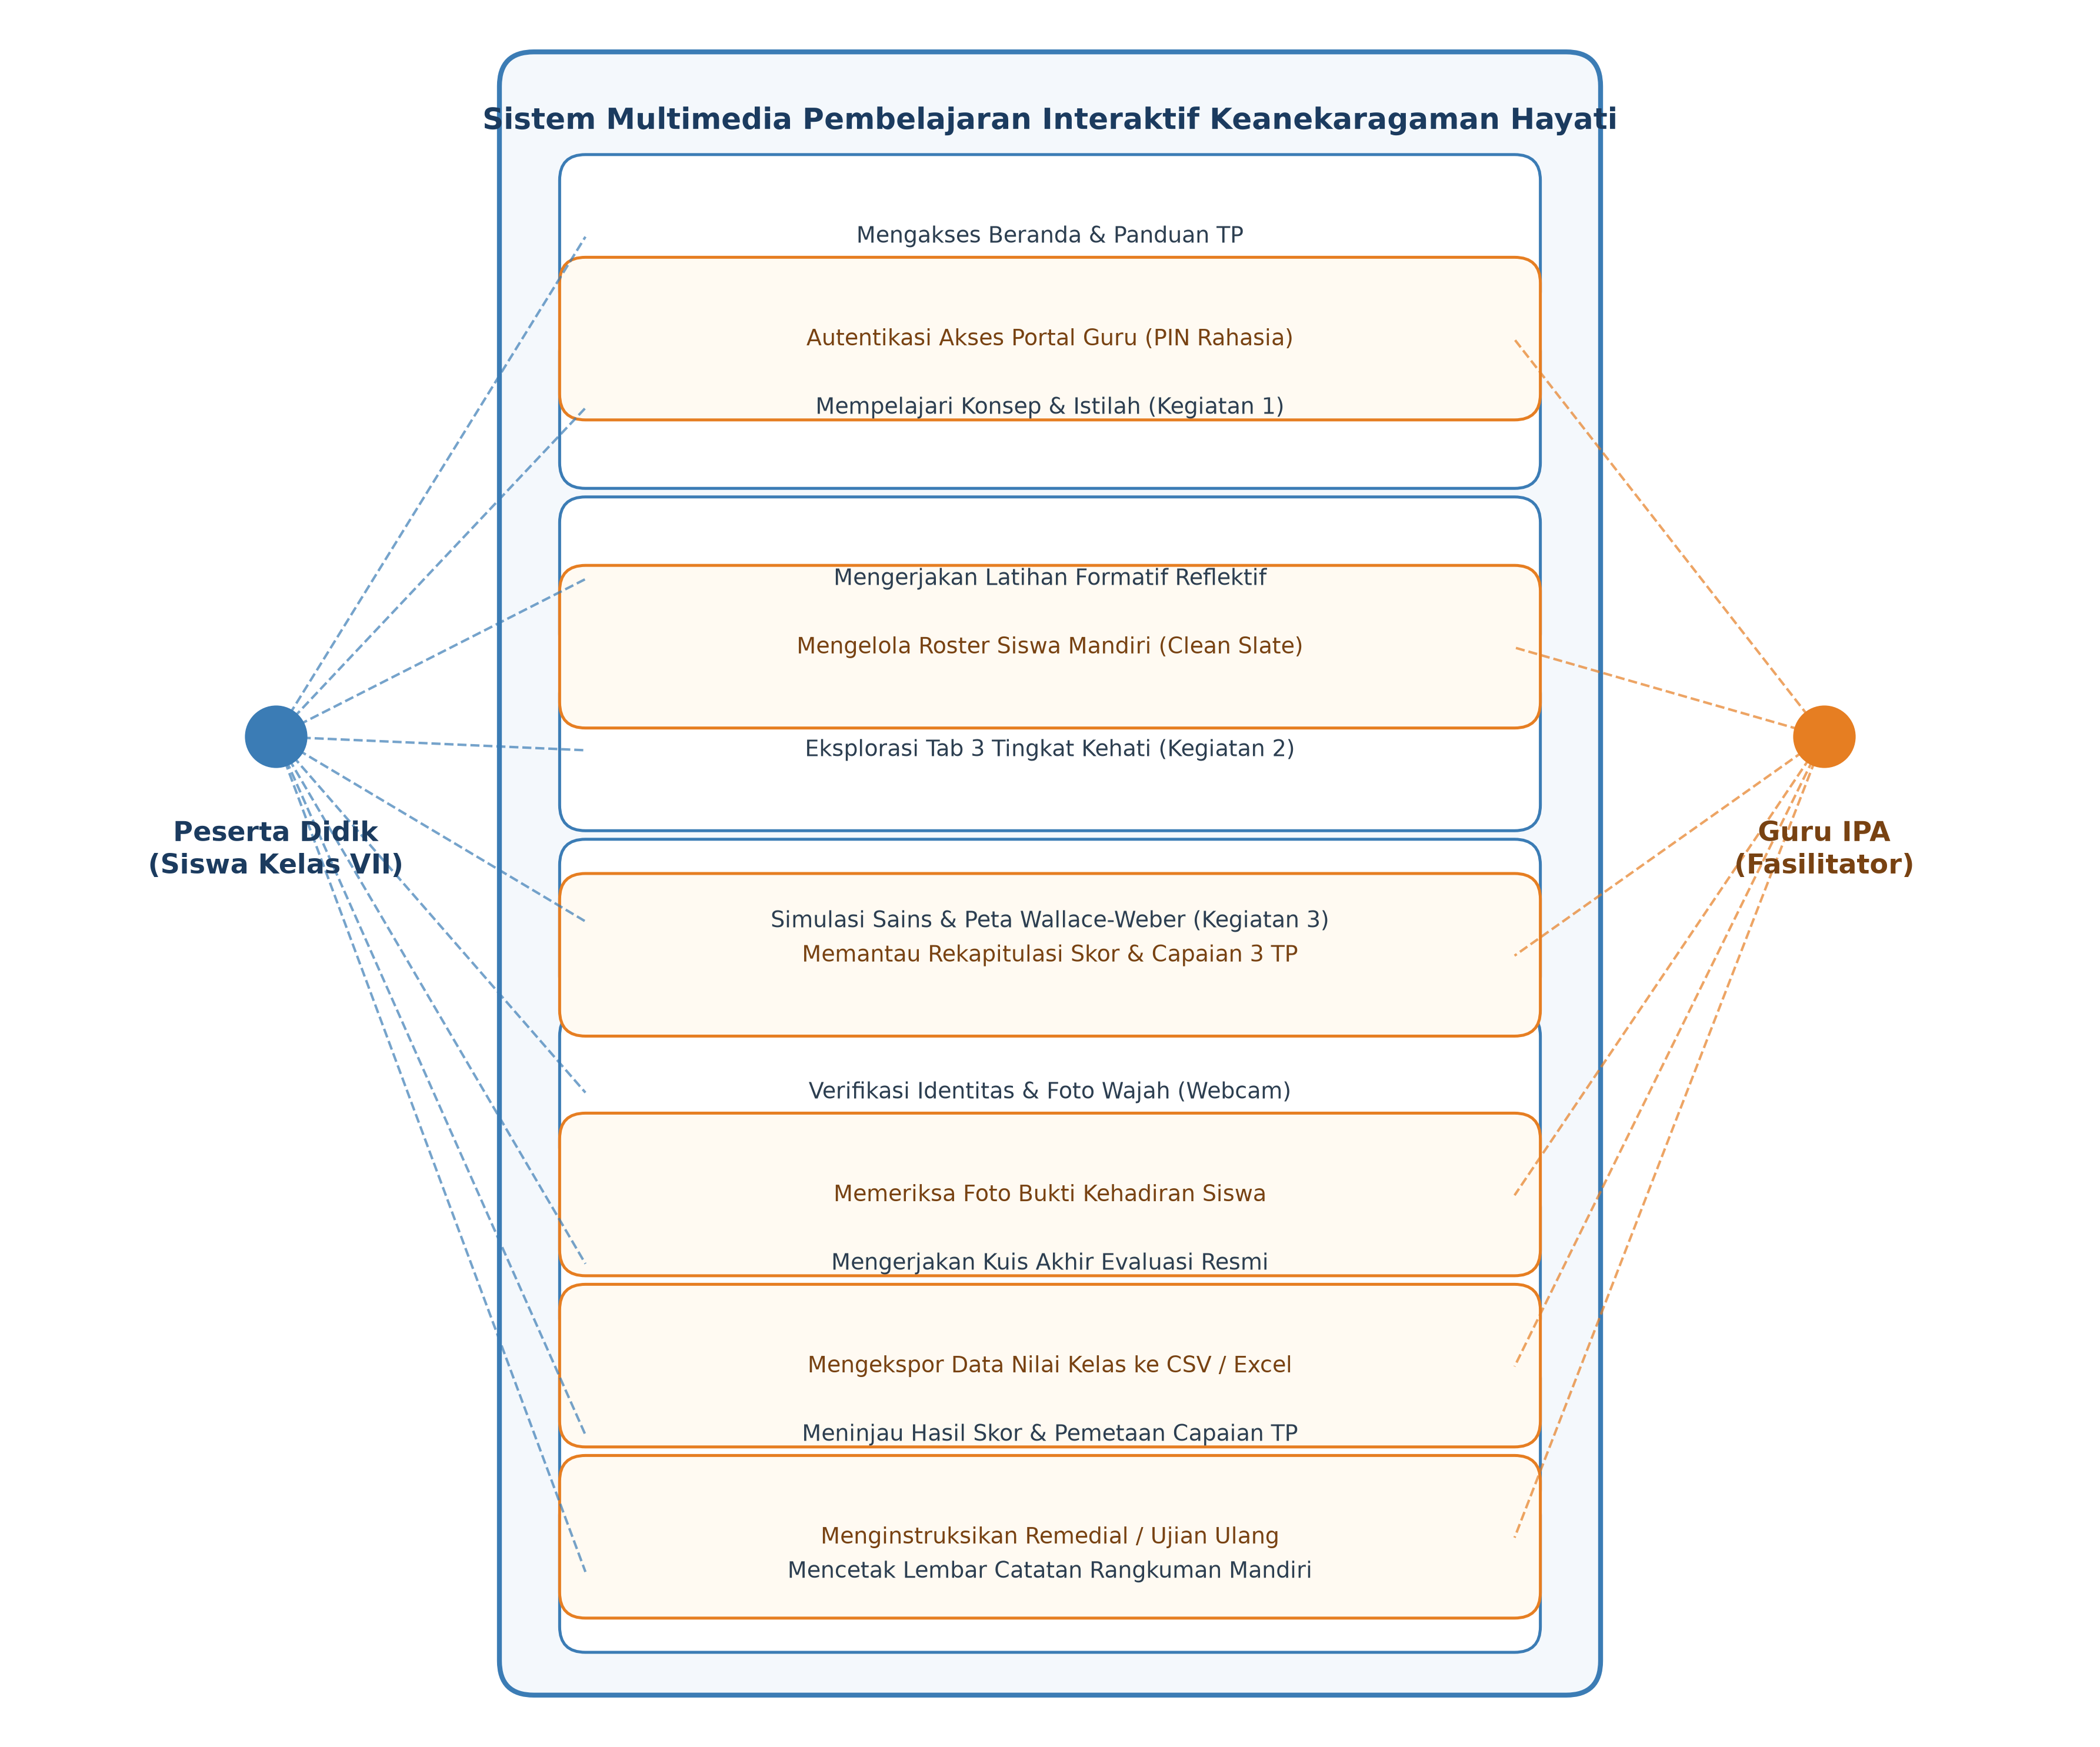 Sistem Multimedia Pembelajaran Interaktif Keanekaragaman Hayati
Mengakses Beranda & Panduan TP
Autentikasi Akses Portal Guru (PIN Rahasia)
Mempelajari Konsep & Istilah (Kegiatan 1)
Mengerjakan Latihan Formatif Reflektif
Mengelola Roster Siswa Mandiri (Clean Slate)
Eksplorasi Tab 3 Tingkat Kehati (Kegiatan 2)
Peserta Didik
(Siswa Kelas VII)
Guru IPA
(Fasilitator)
Simulasi Sains & Peta Wallace-Weber (Kegiatan 3)
Memantau Rekapitulasi Skor & Capaian 3 TP
Verifikasi Identitas & Foto Wajah (Webcam)
Memeriksa Foto Bukti Kehadiran Siswa
Mengerjakan Kuis Akhir Evaluasi Resmi
Mengekspor Data Nilai Kelas ke CSV / Excel
Meninjau Hasil Skor & Pemetaan Capaian TP
Menginstruksikan Remedial / Ujian Ulang
Mencetak Lembar Catatan Rangkuman Mandiri